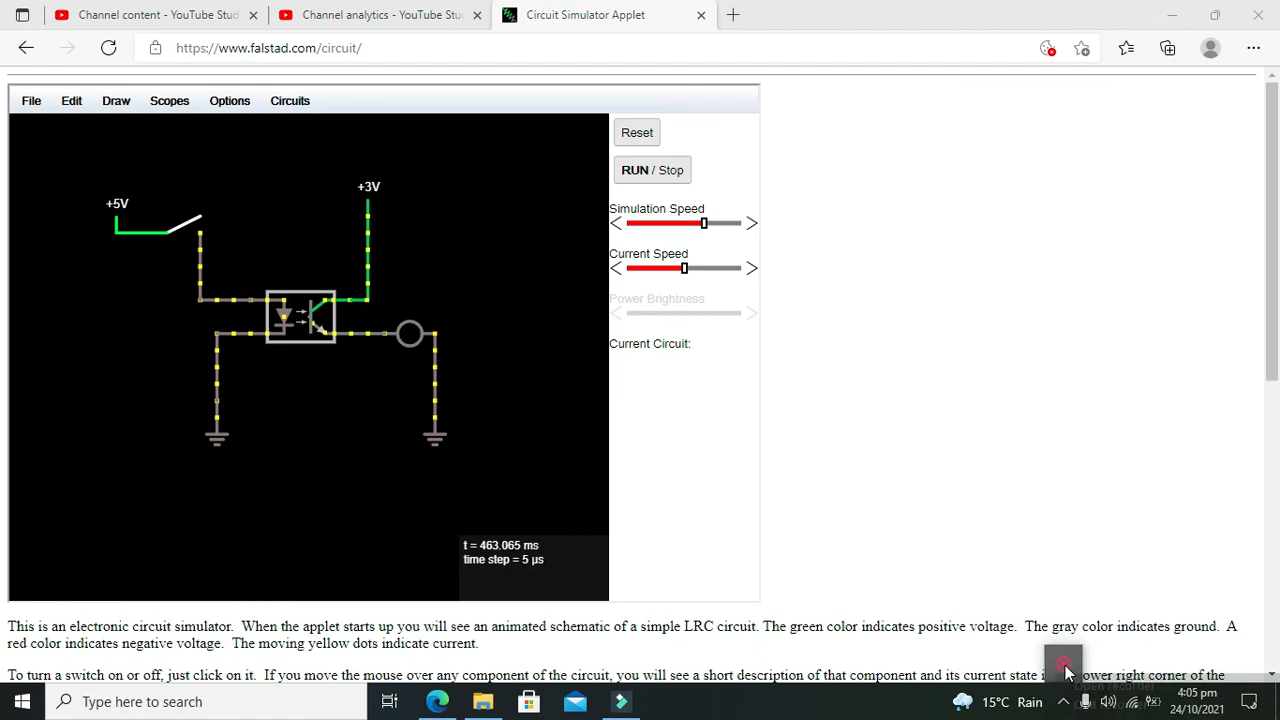 Channel content - YouTube Stud
Channel analytics - YouTube Stu
Circuit Simulator Applet
https://www.falstad.com/circuit/
File Edit Draw Scopes Options Circuits
Reset
RUN / Stop
+3V
+5V
Simulation Speed
Current Speed
Power Brightness
Current Circuit:
t = 463.065 ms
time step = 5 µs
This is an electronic circuit simulator. When the applet starts up you will see an animated schematic of a simple LRC circuit. The green color indicates positive voltage. The gray color indicates ground. A
red color indicates negative voltage. The moving yellow dots indicate current.
To turn a switch on or off, just click on it. If you move the mouse over any component of the circuit, you will see a short description of that component and its current state in lower right corner of the
Open recorder
Type here to search
15°C Rain
4:05 pm
24/10/2021